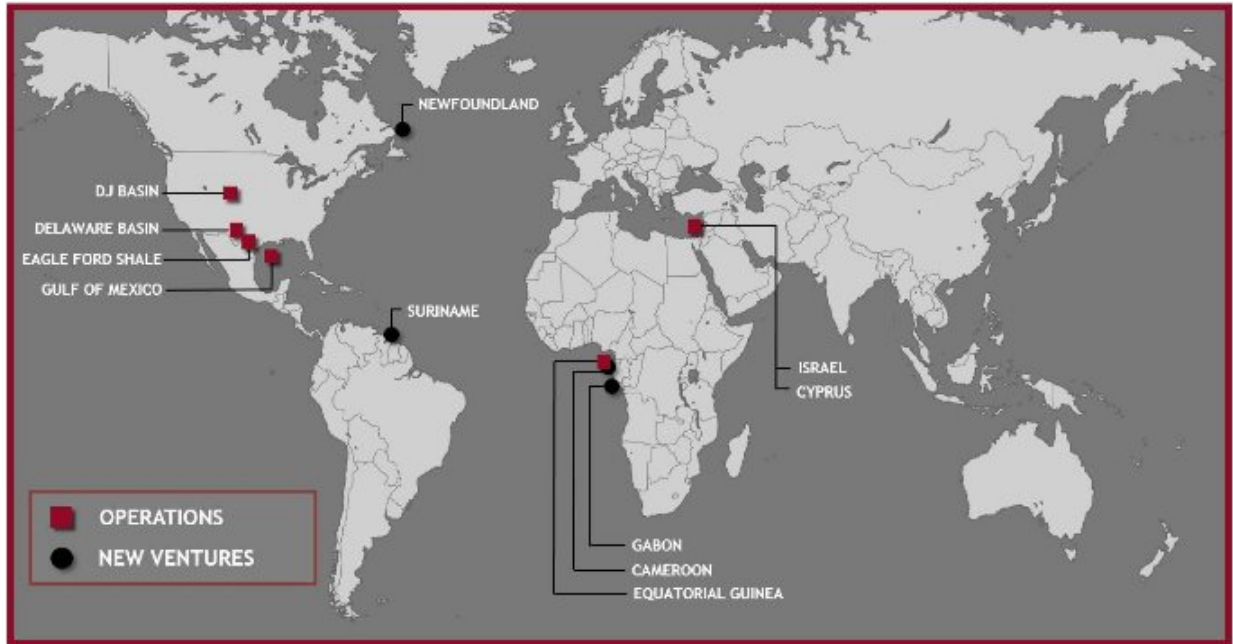 NEWFOUNDLAND
DJ BASIN
DELAWARE BASIN
EAGLE FORD SHALE
GULF OF MEXICO
SURINAME
ISRAEL
CYPRUS
GABON
CAMEROON
EQUATORIAL GUINEA
OPERATIONS
NEW VENTURES